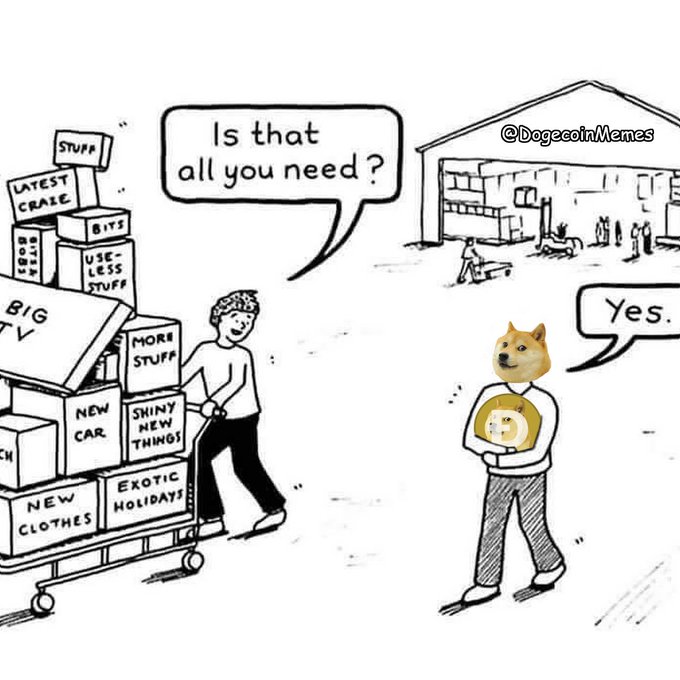 @DogecoinMemes
Is that
all you need?
Yes.
STUFF
LATEST
CRAZE
BITS
BITS &
BOBS
USE-
LESS
STUFF
BIG
TV
MORE
STUFF
NEW
CAR
SHINY
NEW
THINGS
CH
NEW
CLOTHES
EXOTIC
HOLIDAYS
Ð